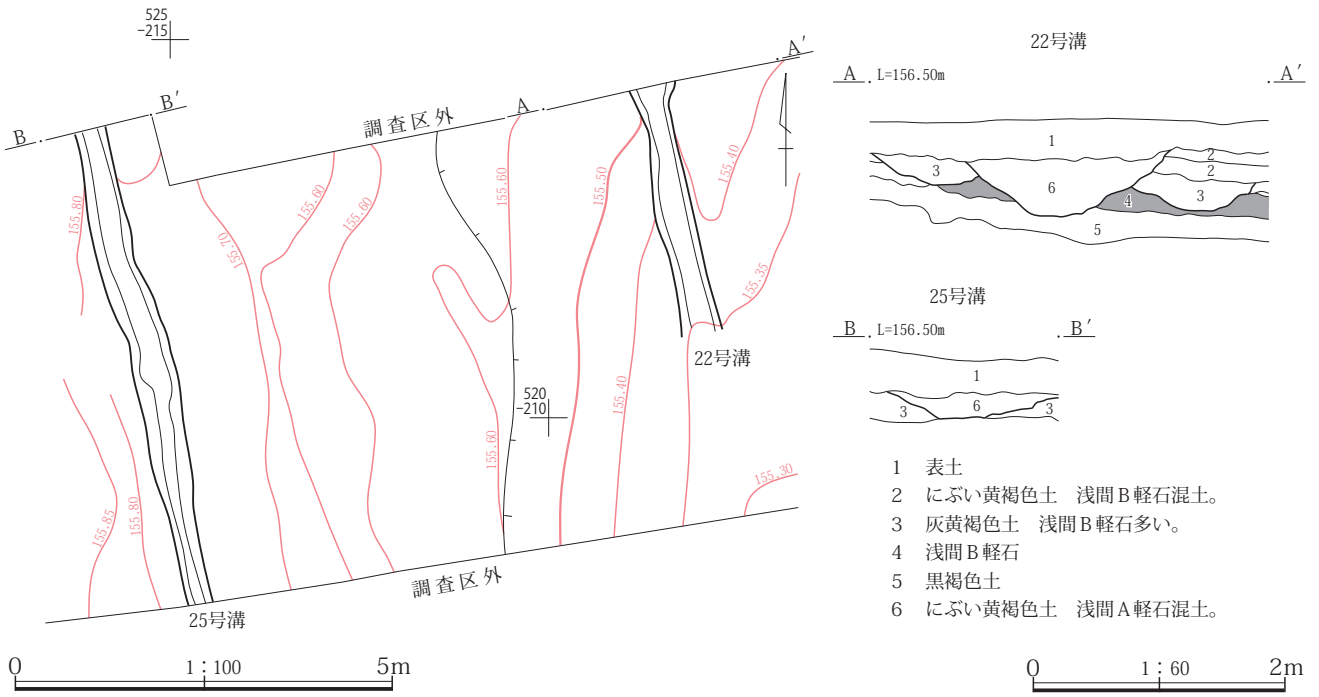 525
-215
B
B′
A
A′
調査区外
155.80
155.70
155.60
155.60
155.60
155.50
155.40
155.35
155.40
155.60
155.85
155.80
155.30
520
-210
22号溝
25号溝
調査区外
0 1：100 5m
22号溝
A L=156.50m A′
1
2
2
3
6
4
3
5
25号溝
B L=156.50m B′
1
3
6
3
1 表土
2 にぶい黄褐色土 浅間B軽石混土。
3 灰黄褐色土 浅間B軽石多い。
4 浅間B軽石
5 黒褐色土
6 にぶい黄褐色土 浅間A軽石混土。
0 1：60 2m